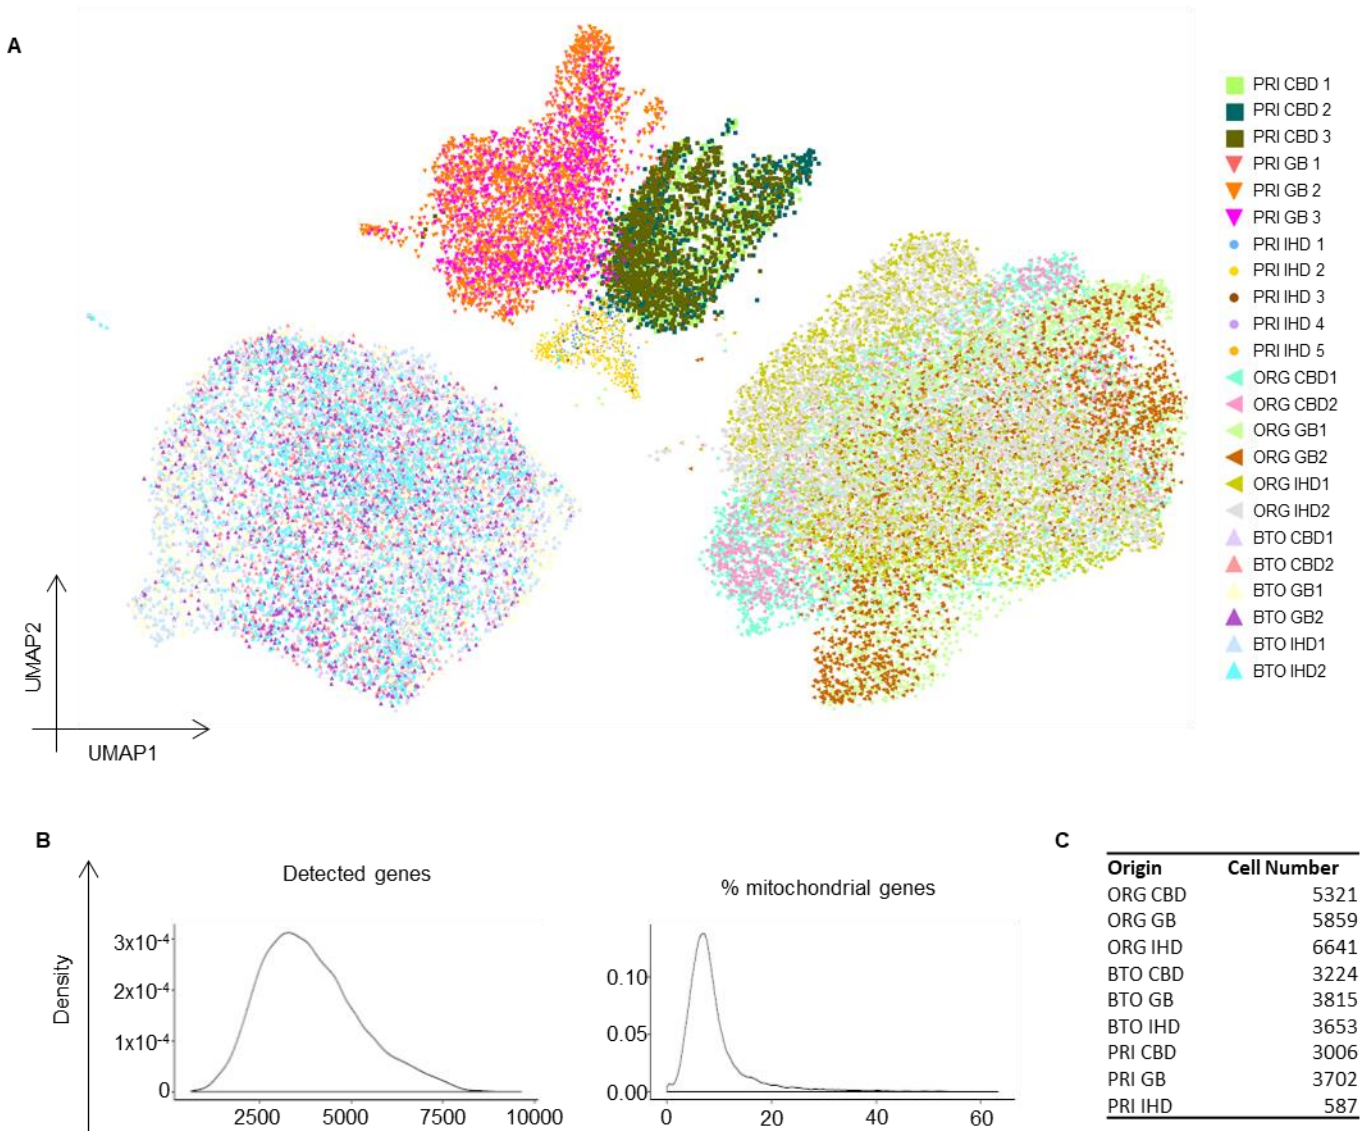 A
PRI CBD 1
PRI CBD 2
PRI CBD 3
PRI GB 1
PRI GB 2
PRI GB 3
PRI IHD 1
PRI IHD 2
PRI IHD 3
PRI IHD 4
PRI IHD 5
ORG CBD1
ORG CBD2
ORG GB1
ORG GB2
ORG IHD1
ORG IHD2
BTO CBD1
BTO CBD2
BTO GB1
BTO GB2
BTO IHD1
BTO IHD2
UMAP2
UMAP1
B
Detected genes
Density
3x10-4
2x10-4
1x10-4
0
2500 5000 7500 10000
% mitochondrial genes
0.10
0.05
0.00
0 20 40 60
C
Origin Cell Number
ORG CBD 5321
ORG GB 5859
ORG IHD 6641
BTO CBD 3224
BTO GB 3815
BTO IHD 3653
PRI CBD 3006
PRI GB 3702
PRI IHD 587